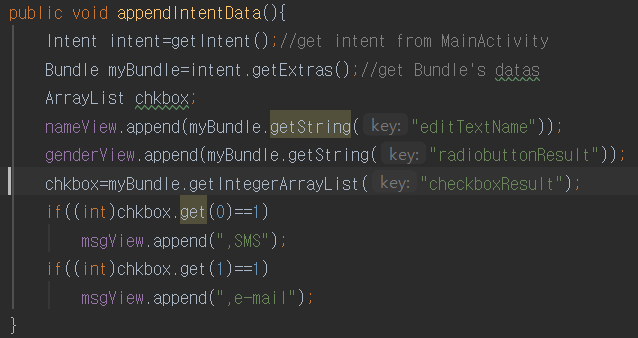 public void appendIntentData(){
Intent intent=getIntent();//get intent from MainActivity
Bundle myBundle=intent.getExtras();//get Bundle's datas
ArrayList chkbox;
nameView.append(myBundle.getString( key: "editTextName"));
genderView.append(myBundle.getString( key: "radiobuttonResult"));
chkbox=myBundle.getIntegerArrayList( key: "checkboxResult");
if((int)chkbox.get(0)==1)
msgView.append(",SMS");
if((int)chkbox.get(1)==1)
msgView.append(",e-mail");
}